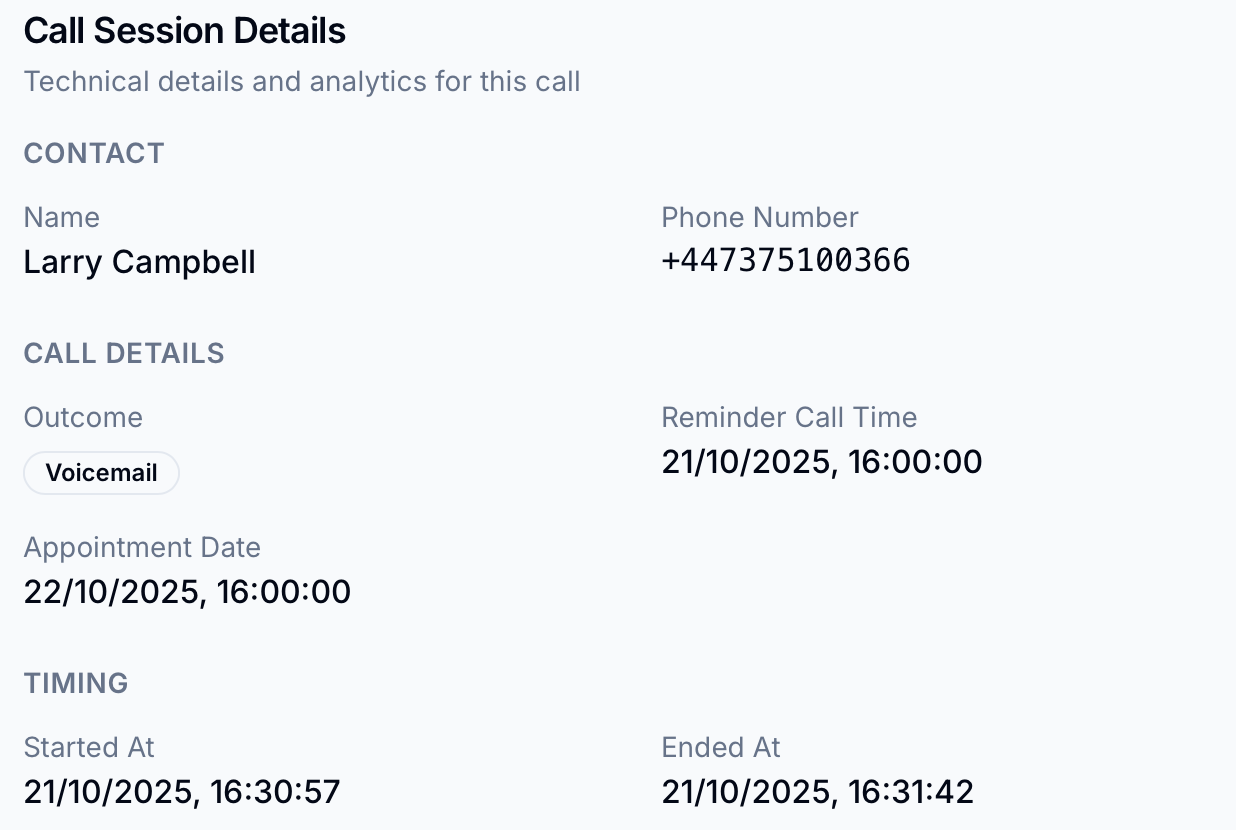 Call Session Details
Technical details and analytics for this call
CONTACT
Name
Larry Campbell
Phone Number
+447375100366
CALL DETAILS
Outcome
Voicemail
Reminder Call Time
21/10/2025, 16:00:00
Appointment Date
22/10/2025, 16:00:00
TIMING
Started At
21/10/2025, 16:30:57
Ended At
21/10/2025, 16:31:42